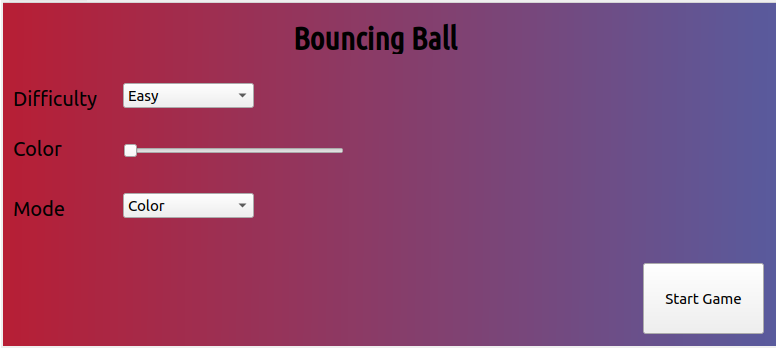 Bouncing Ball
Difficulty Easy
Color
Mode Color
Start Game